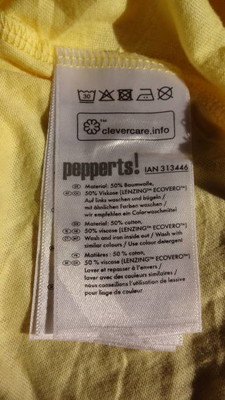 30
clevercare.info
pepperts! IAN 313446
Material: 50% Baumwolle,
50% Viskose (LENZING™ ECOVERO™)
Auf links waschen und bügeln /
mit ähnlichen Farben waschen /
wir empfehlen ein Colorwaschmittel
Material: 50% cotton,
50% viscose (LENZING™ ECOVERO™)
Wash and iron inside out / Wash with
similar colours / Use colour detergent
Matières : 50 % coton,
50 % viscose (LENZING™ ECOVERO™)
Laver et repasser à l'envers /
laver avec des couleurs similaires /
nous conseillons l'utilisation de lessive
pour linge de couleur